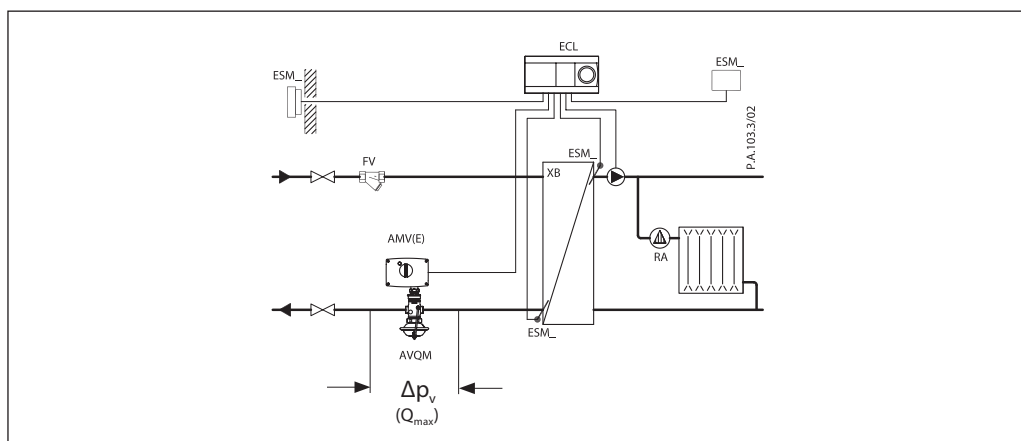 ECL
ESM_
ESM_
P.A.103.3/02
FV
ESM_
XB
AMV(E)
RA
ESM_
AVQM
Δpᵥ
(Qₘₐₓ)